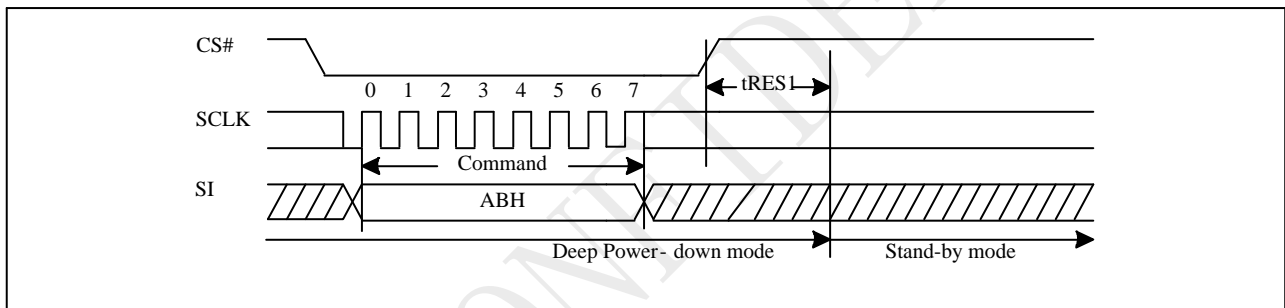 CS#
tRES1
0 1 2 3 4 5 6 7
SCLK
Command
SI
ABH
Deep Power- down mode Stand-by mode